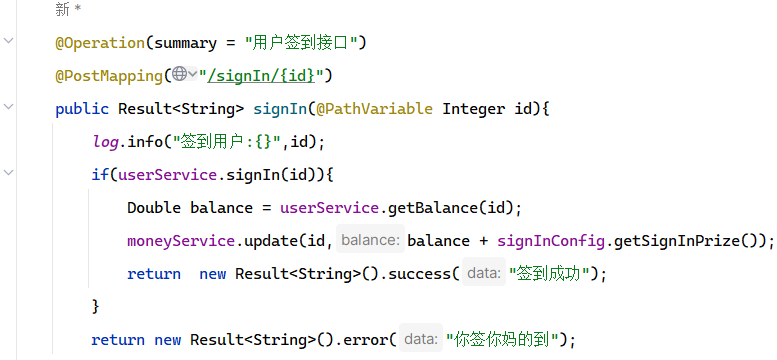 新 *
@Operation(summary = "用户签到接口")
@PostMapping("/signIn/{id}")
public Result<String> signIn(@PathVariable Integer id){
log.info("签到用户:{}",id);
if(userService.signIn(id)){
Double balance = userService.getBalance(id);
moneyService.update(id, balance: balance + signInConfig.getSignInPrize());
return  new Result<String>().success( data: "签到成功");
}
return new Result<String>().error( data: "你签你妈的到");